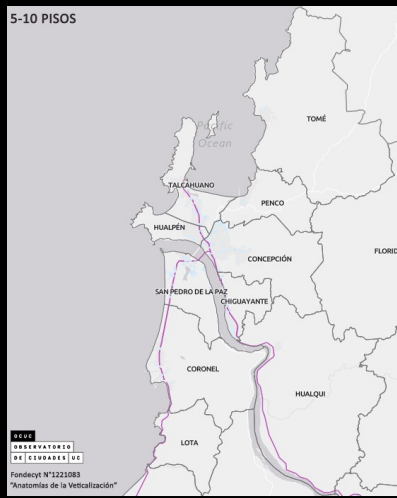 5-10 PISOS
TOMÉ
Pacific
Ocean
TALCAHUANO
PENCO
HUALPÉN
CONCEPCIÓN
FLORID
SAN PEDRO DE LA PAZ
CHIGUAYANTE
CORONEL
HUALQUI
LOTA
OCUC
OBSERVATORIO
DE CIUDADES UC
Fondecyt N°1221083
"Anatomías de la Veticalización"